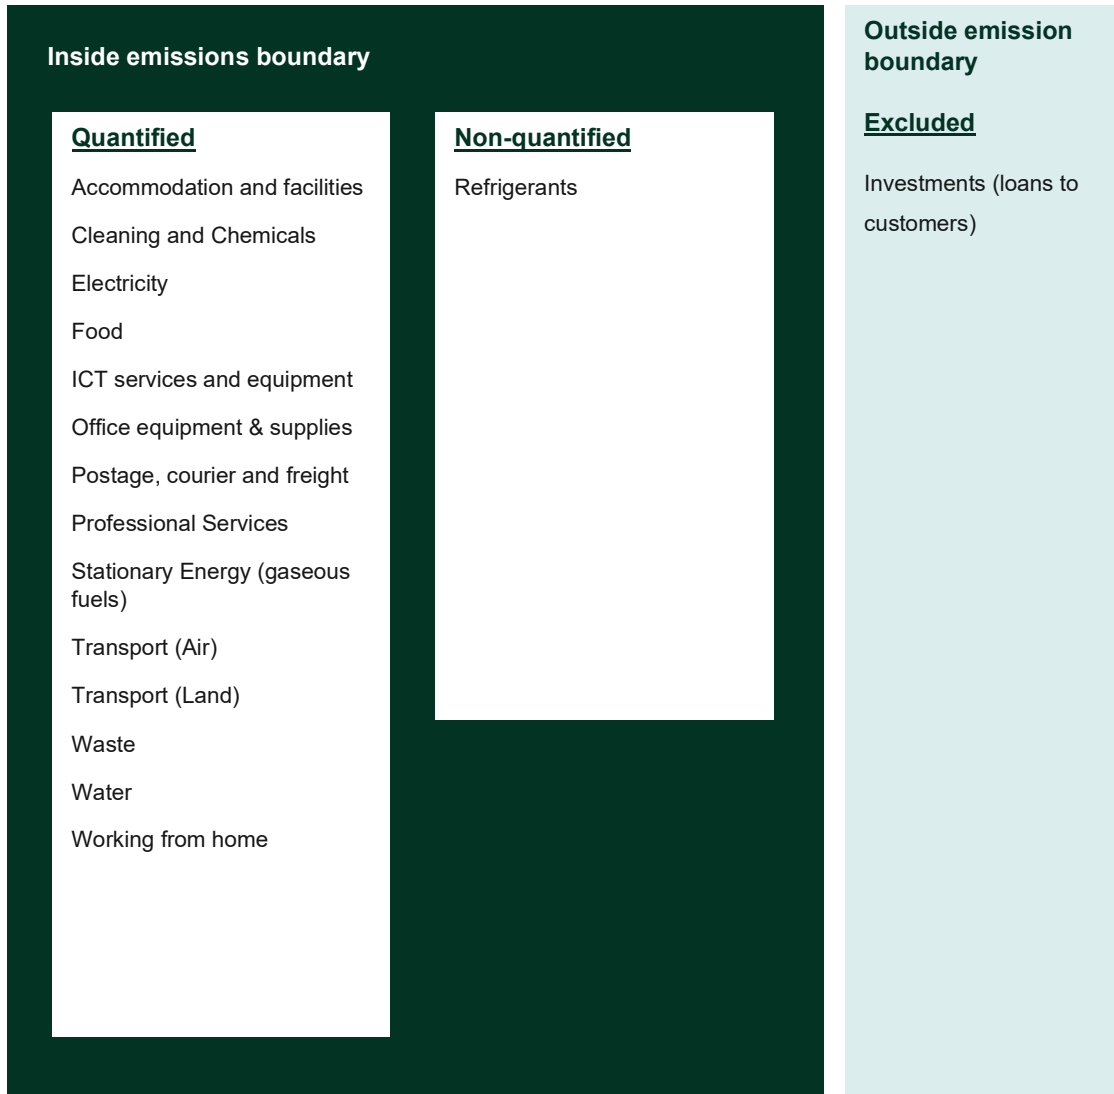 Inside emissions boundary
Quantified
Accommodation and facilities
Cleaning and Chemicals
Electricity
Food
ICT services and equipment
Office equipment & supplies
Postage, courier and freight
Professional Services
Stationary Energy (gaseous
fuels)
Transport (Air)
Transport (Land)
Waste
Water
Working from home
Non-quantified
Refrigerants
Outside emission
boundary
Excluded
Investments (loans to
customers)